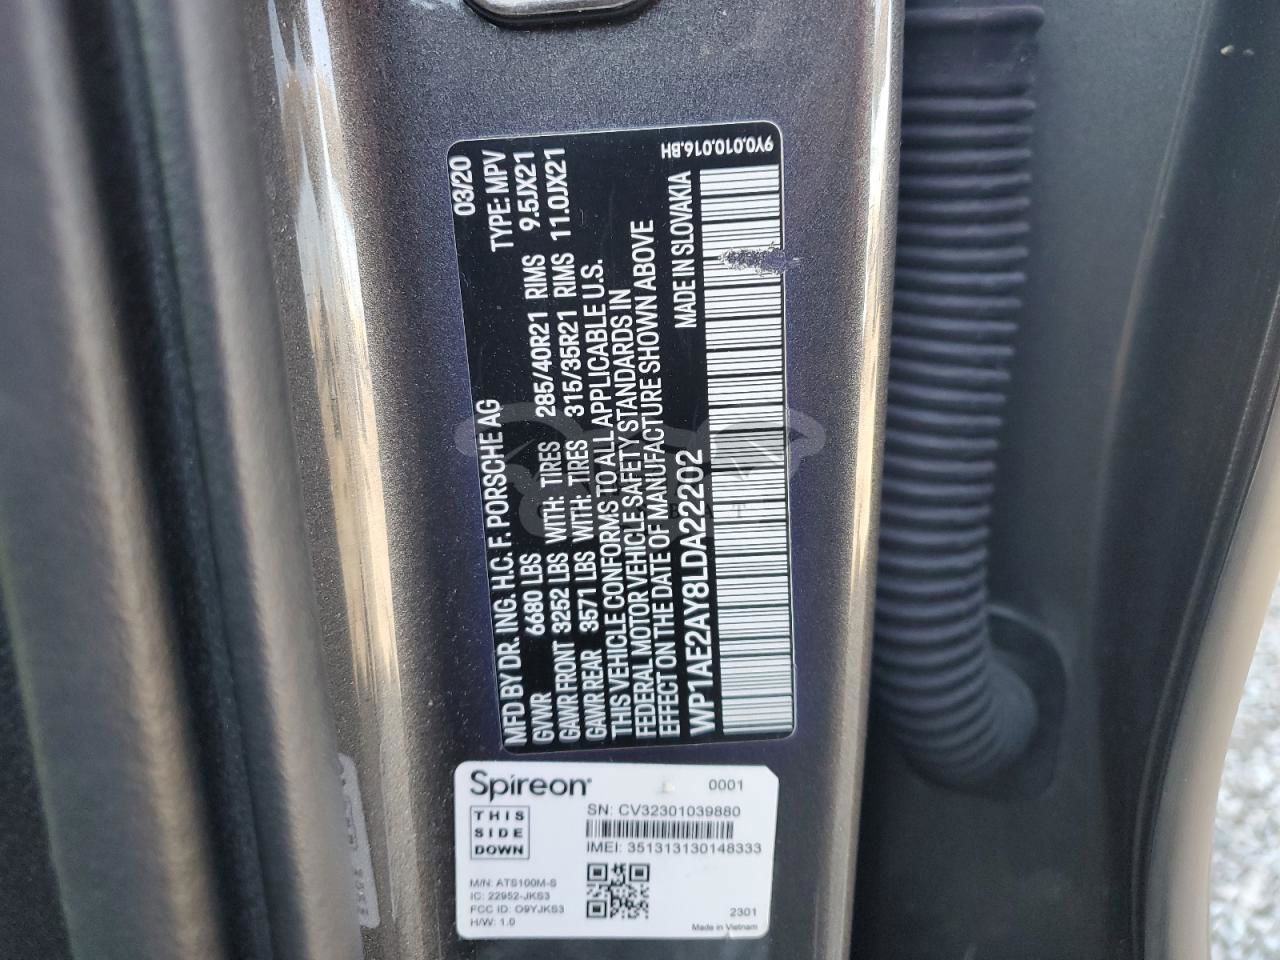 03/20
MFD BY DR. ING. H.C. F. PORSCHE AG TYPE: MPV
GVWR 6680 LBS
GAWR FRONT 3252 LBS WITH: TIRES 285/40R21 RIMS 9.5JX21
GAWR REAR 3571 LBS WITH: TIRES 315/35R21 RIMS 11.0JX21
THIS VEHICLE CONFORMS TO ALL APPLICABLE U.S.
FEDERAL MOTOR VEHICLE SAFETY STANDARDS IN
EFFECT ON THE DATE OF MANUFACTURE SHOWN ABOVE
MADE IN SLOVAKIA
WP1AE2AY8LDA22202
9Y0.010.016.BH
Spireon 0001
THIS
SIDE
DOWN
SN: CV32301039880
IMEI: 351313130148333
M/N: ATS100M-S
IC: 22952-JKS3
FCC ID: O9YJKS3
H/W: 1.0
2301
Made in Vietnam